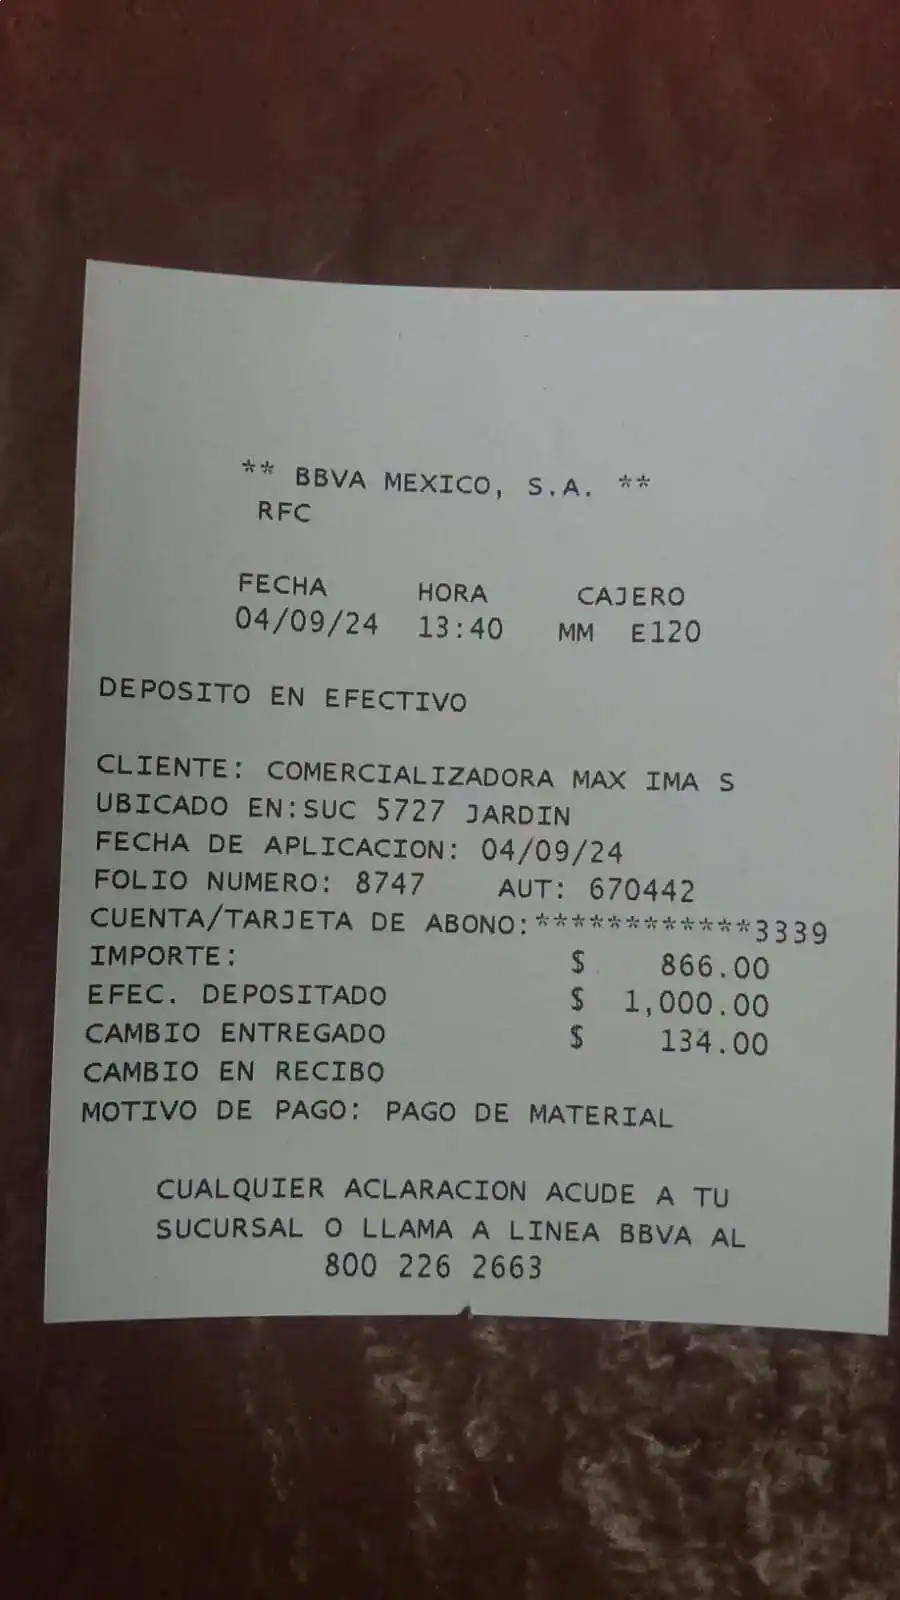 ** BBVA MEXICO, S.A. **
RFC
FECHA HORA CAJERO
04/09/24 13:40 MM E120
DEPOSITO EN EFECTIVO
CLIENTE: COMERCIALIZADORA MAX IMA S
UBICADO EN:SUC 5727 JARDIN
FECHA DE APLICACION: 04/09/24
FOLIO NUMERO: 8747 AUT: 670442
CUENTA/TARJETA DE ABONO:************3339
IMPORTE: $ 866.00
EFEC. DEPOSITADO $ 1,000.00
CAMBIO ENTREGADO $ 134.00
CAMBIO EN RECIBO
MOTIVO DE PAGO: PAGO DE MATERIAL
CUALQUIER ACLARACION ACUDE A TU
SUCURSAL O LLAMA A LINEA BBVA AL
800 226 2663